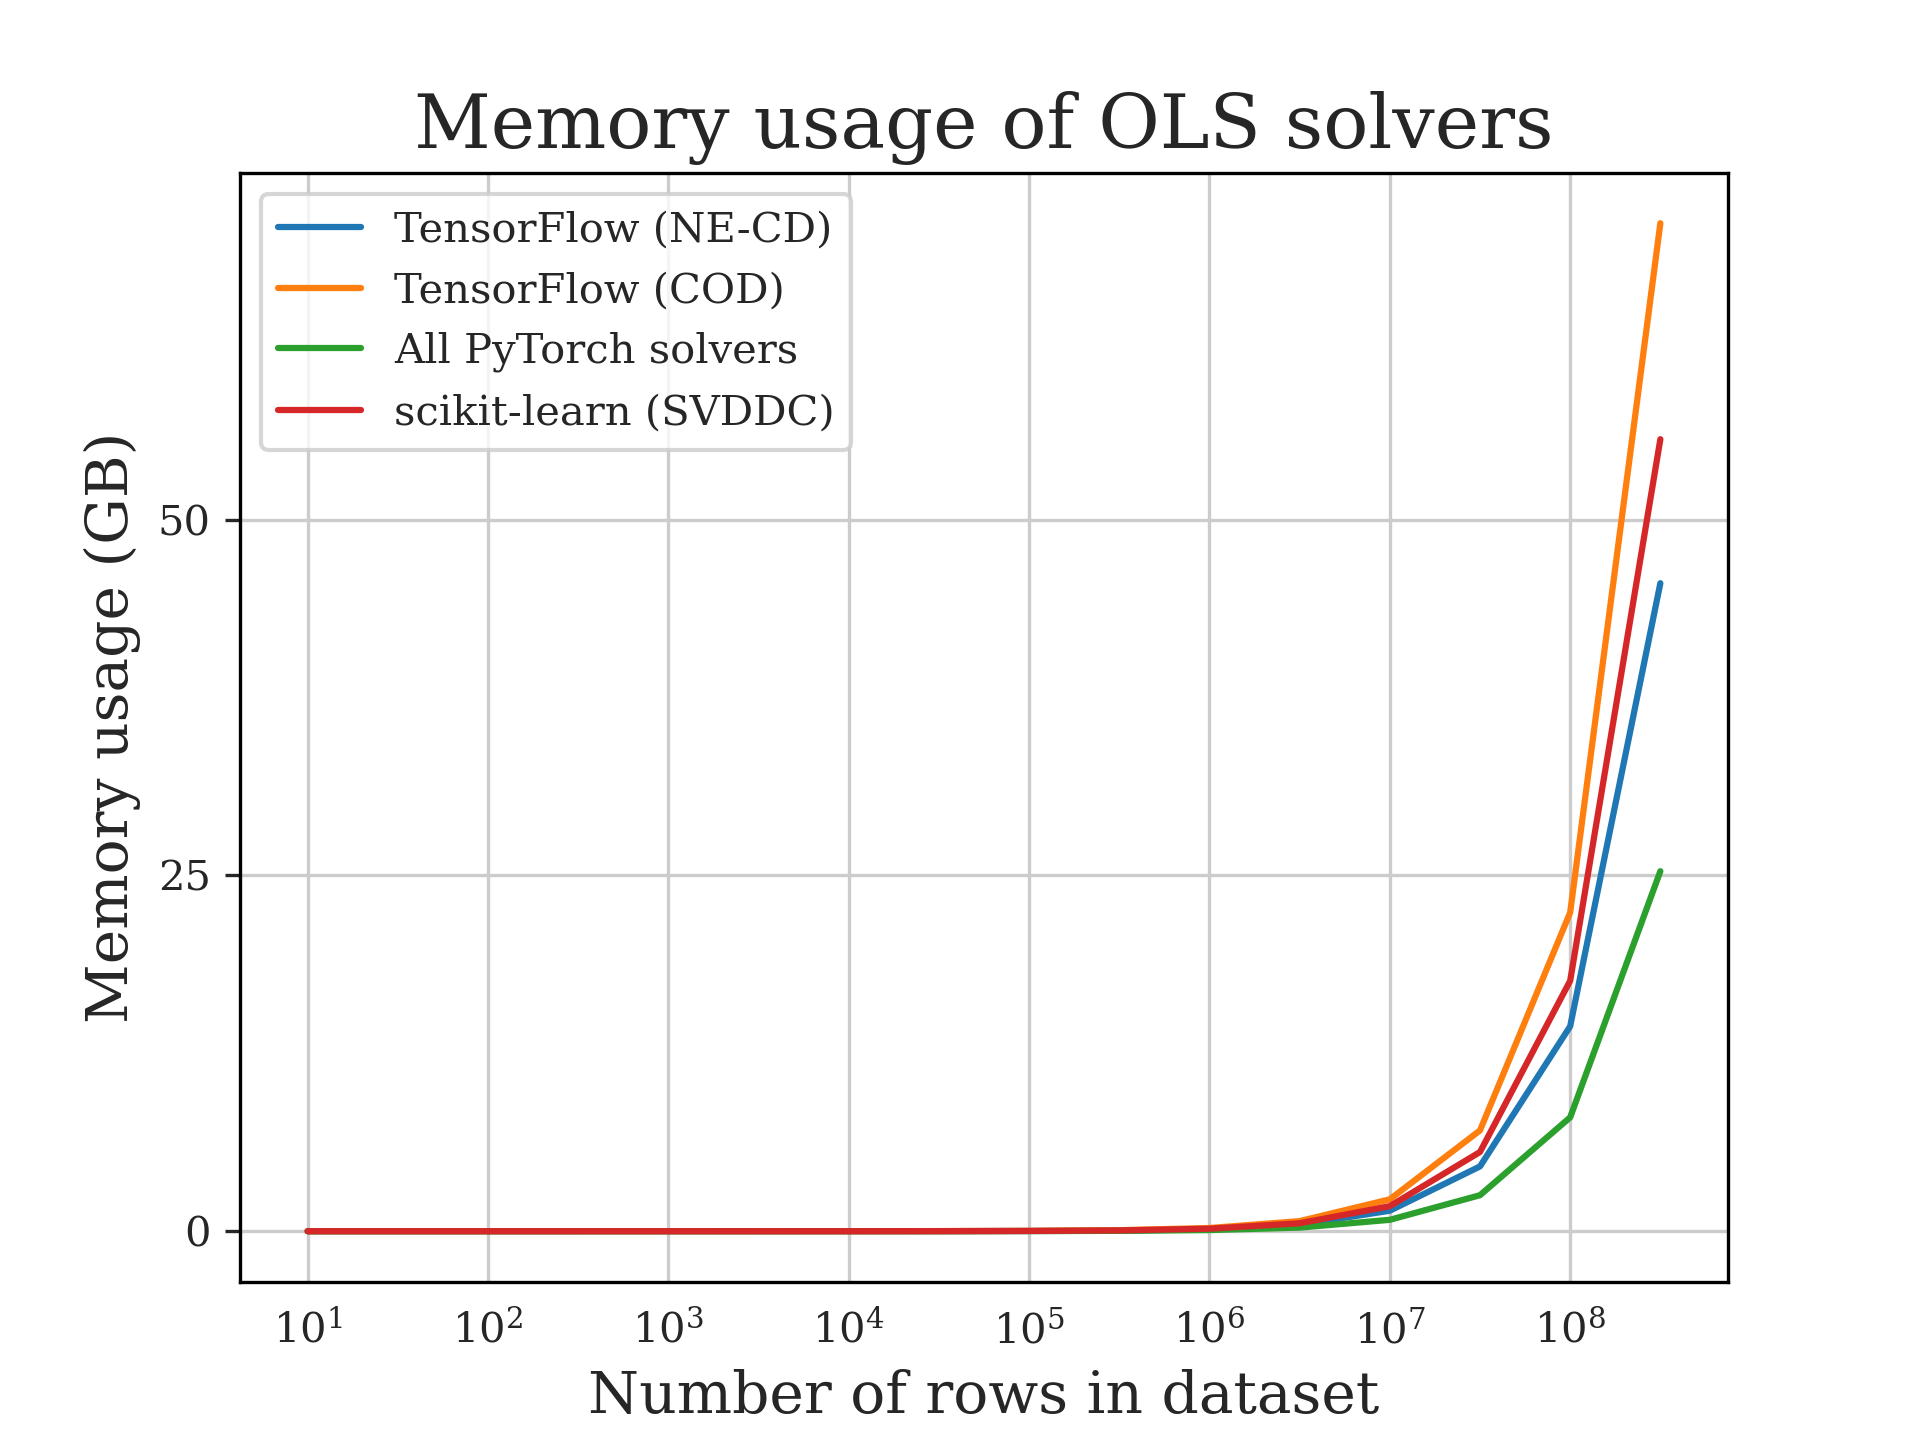 Memory usage of OLS solvers
TensorFlow (NE-CD)
TensorFlow (COD)
All PyTorch solvers
scikit-learn (SVDDC)
Memory usage (GB)
50
25
0
10¹ 10² 10³ 10⁴ 10⁵ 10⁶ 10⁷ 10⁸
Number of rows in dataset